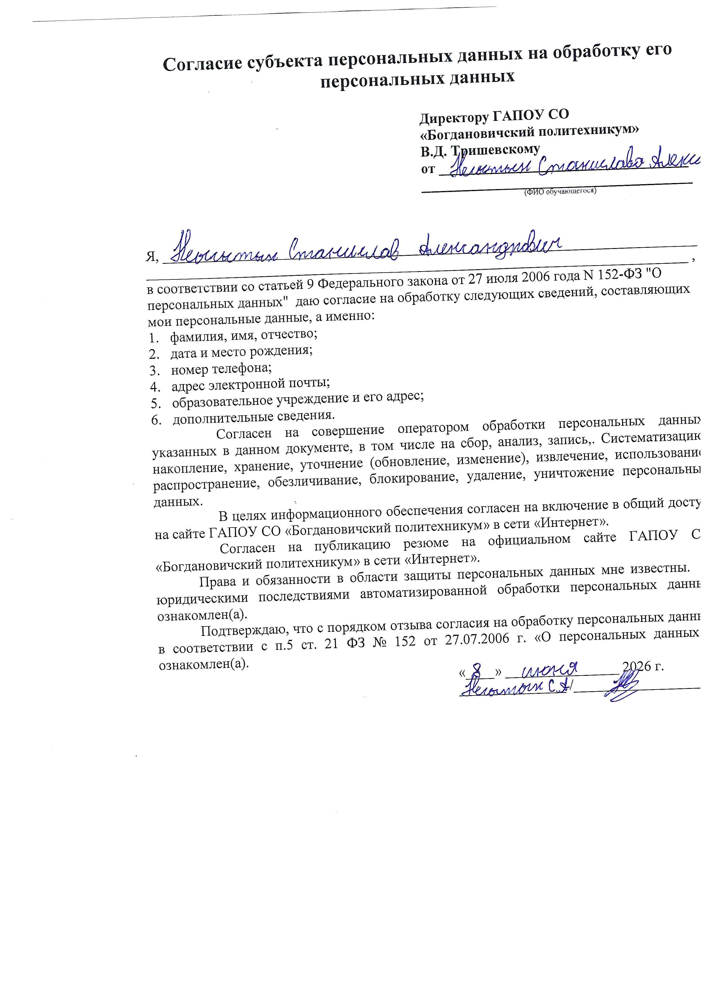 Согласие субъекта персональных данных на обработку его
персональных данных
Директору ГАПОУ СО
«Богдановичский политехникум»
В.Д. Тришевскому
от Станислава Алекса
(ФИО обучающегося)
Я, Станислав Александрович
,
в соответствии со статьей 9 Федерального закона от 27 июля 2006 года N 152-ФЗ "О
персональных данных" даю согласие на обработку следующих сведений, составляющих
мои персональные данные, а именно:
1. фамилия, имя, отчество;
2. дата и место рождения;
3. номер телефона;
4. адрес электронной почты;
5. образовательное учреждение и его адрес;
6. дополнительные сведения.
Согласен на совершение оператором обработки персональных данных
указанных в данном документе, в том числе на сбор, анализ, запись,. Систематизацию
накопление, хранение, уточнение (обновление, изменение), извлечение, использование
распространение, обезличивание, блокирование, удаление, уничтожение персональны
данных.
В целях информационного обеспечения согласен на включение в общий досту
на сайте ГАПОУ СО «Богдановичский политехникум» в сети «Интернет».
Согласен на публикацию резюме на официальном сайте ГАПОУ С
«Богдановичский политехникум» в сети «Интернет».
Права и обязанности в области защиты персональных данных мне известны.
юридическими последствиями автоматизированной обработки персональных данны
ознакомлен(а).
Подтверждаю, что с порядком отзыва согласия на обработку персональных данны
в соответствии с п.5 ст. 21 ФЗ № 152 от 27.07.2006 г. «О персональных данных
ознакомлен(а).
«8» июня 2026 г.
С.А/